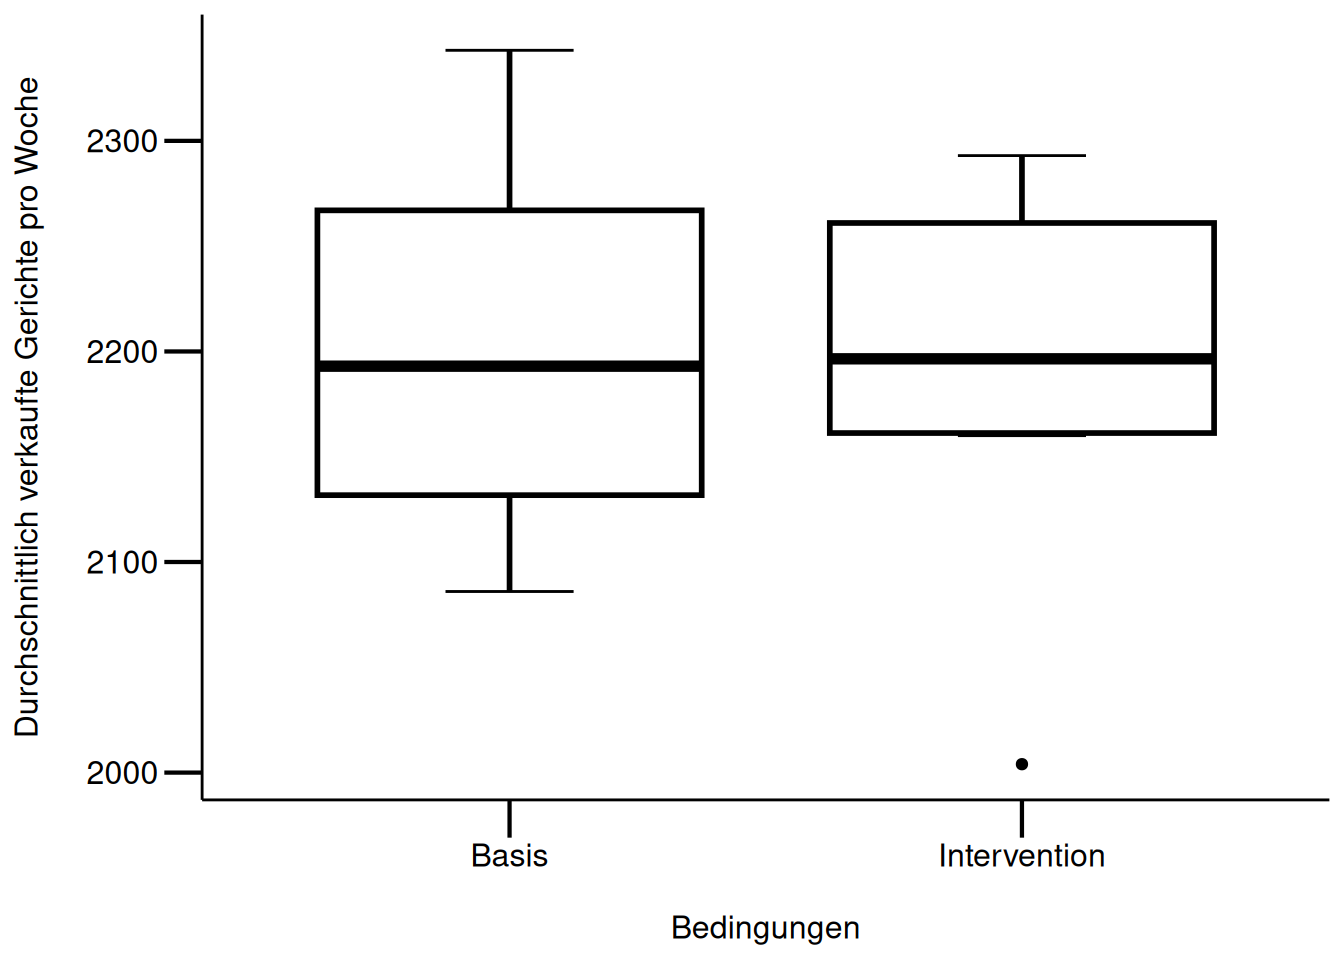 Durchschnittlich verkaufte Gerichte pro Woche
2300
2200
2100
2000
Basis
Intervention
Bedingungen